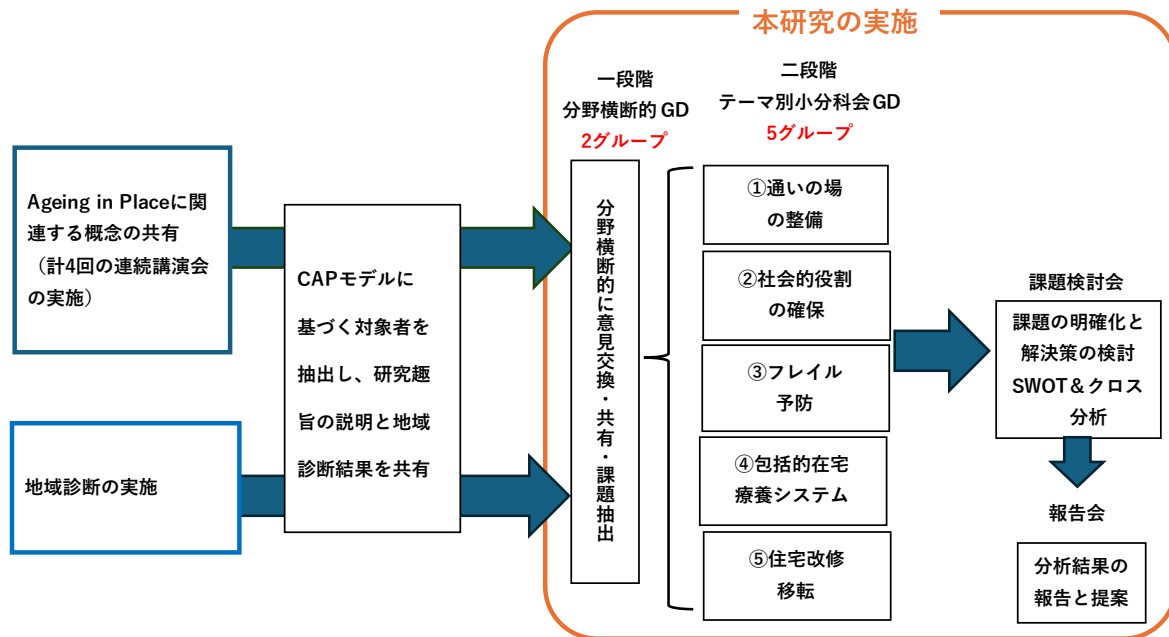 本研究の実施
一段階
分野横断的 GD
2グループ
二段階
テーマ別小分科会 GD
5グループ
Ageing in Placeに関
連する概念の共有
（計4回の連続講演会
の実施）
地域診断の実施
CAPモデルに
基づく対象者を
抽出し、研究趣
旨の説明と地域
診断結果を共有
分野横断的に意見交換・共有・課題抽出
①通いの場
の整備
②社会的役割
の確保
③フレイル
予防
④包括的在宅
療養システム
⑤住宅改修
移転
課題検討会
課題の明確化と
解決策の検討
SWOT＆クロス
分析
報告会
分析結果の
報告と提案